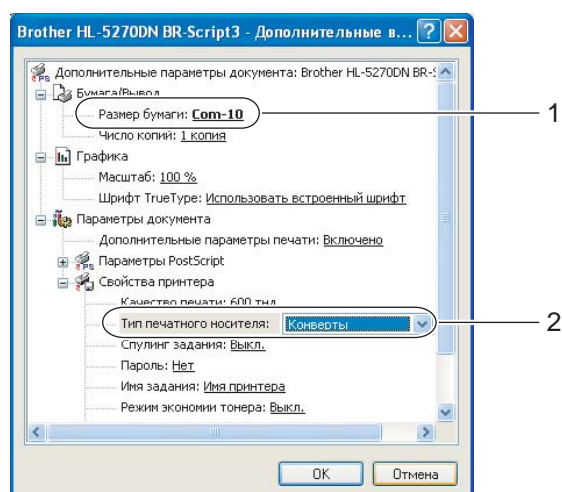 Brother HL-5270DN BR-Script3 - Дополнительные в...
Дополнительные параметры документа: Brother HL-5270DN BR-
Бумага/Вывод
Размер бумаги: Com-10
1
Число копий: 1 копия
Графика
Масштаб: 100 %
Шрифт TrueType: Использовать встроенный шрифт
Параметры документа
Дополнительные параметры печати: Включено
Параметры PostScript
Свойства принтера
Качество печати: 600 тнд
Тип печатного носителя: Конверты
2
Спулинг задания: Выкл.
Пароль: Нет
Имя задания: Имя принтера
Режим экономии тонера: Выкл.
OK Отмена